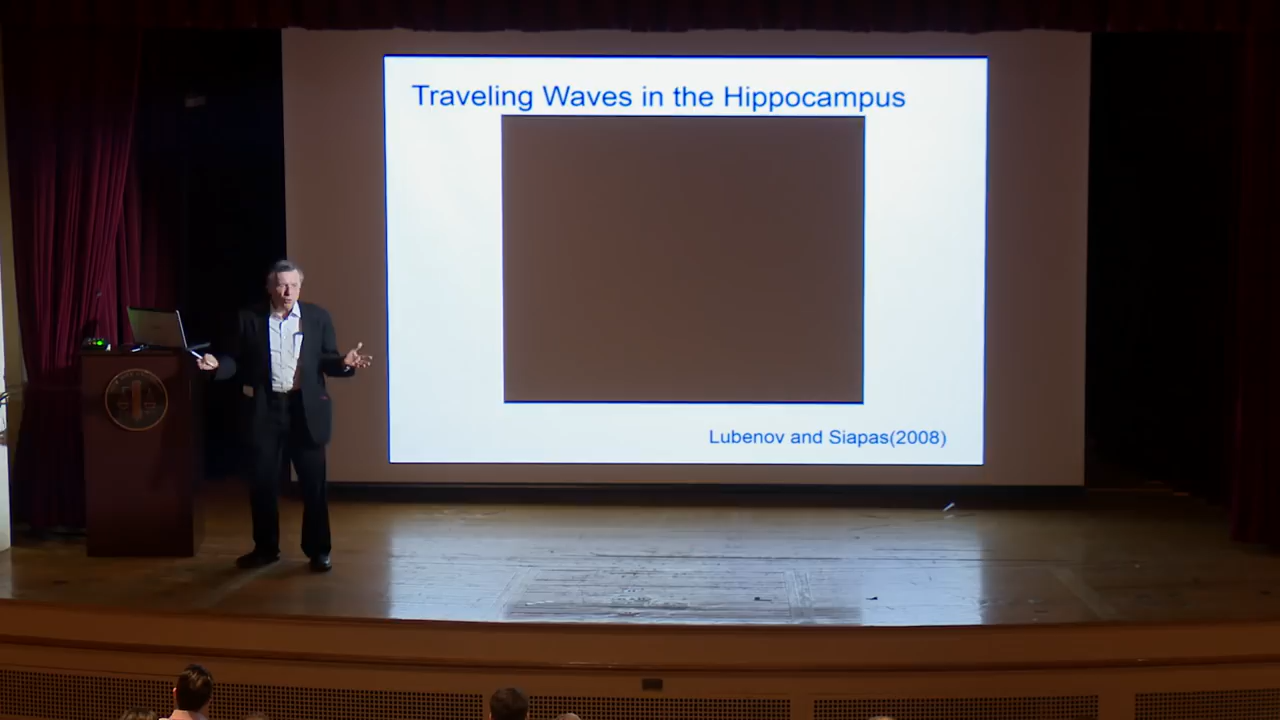 Traveling Waves in the Hippocampus
Lubenov and Siapas(2008)